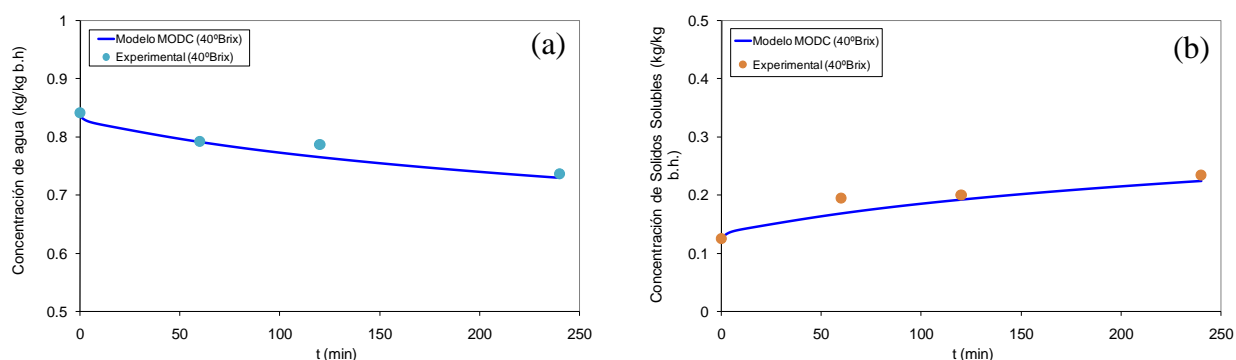 (a)
Modelo MODC (40ºBrix)
Experimental (40ºBrix)
Concentración de agua (kg/kg b.h)
1
0.9
0.8
0.7
0.6
0.5
0
50
100
150
200
250
t (min)
(b)
Modelo MODC (40ºBrix)
Experimental (40ºBrix)
Concentración de Solidos Solubles (kg/kg
b.h.)
0.5
0.4
0.3
0.2
0.1
0
0
50
100
150
200
250
t (min)